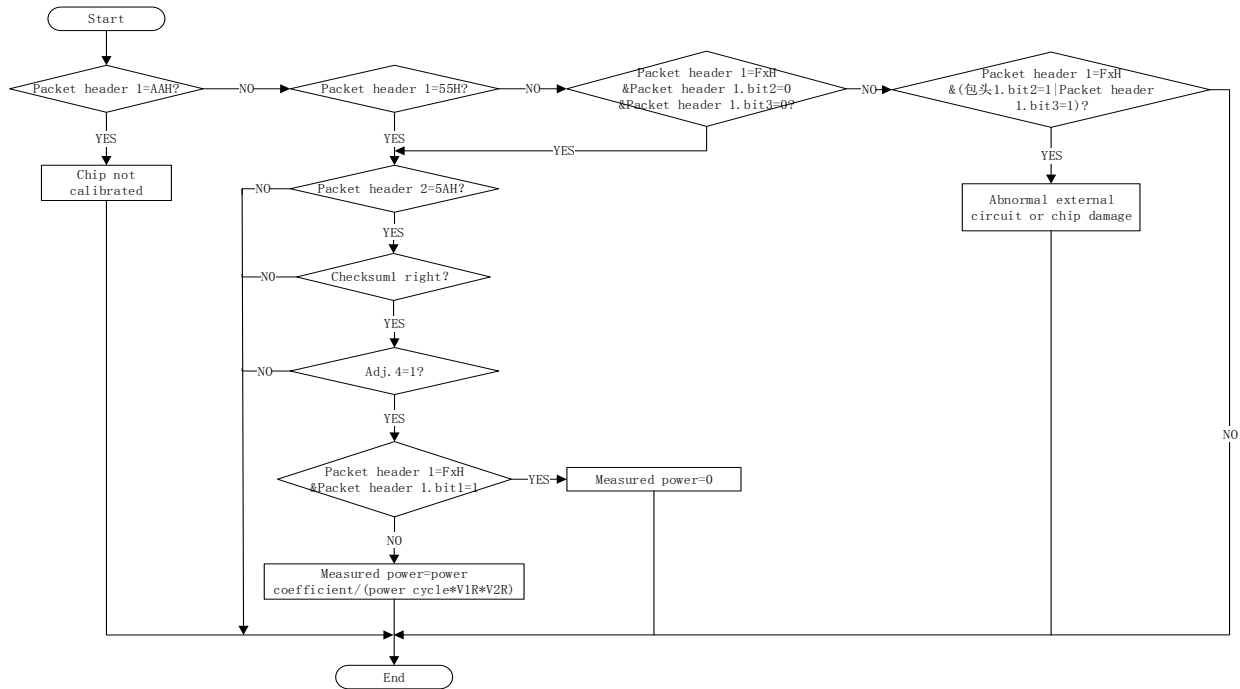 Start
Packet header 1=AAH?
NO
Packet header 1=55H?
NO
Packet header 1=FxH
&Packet header 1.bit2=0
&Packet header 1.bit3=0?
NO
Packet header 1=FxH
&(包头1.bit2=1|Packet header
1.bit3=1)?
YES
YES
YES
YES
Chip not
calibrated
NO
Packet header 2=5AH?
Abnormal external
circuit or chip damage
YES
NO
Checksum1 right?
YES
NO
Adj.4=1?
YES
NO
Packet header 1=FxH
&Packet header 1.bit1=1
YES
Measured power=0
NO
Measured power=power
coefficient/(power cycle*V1R*V2R)
End